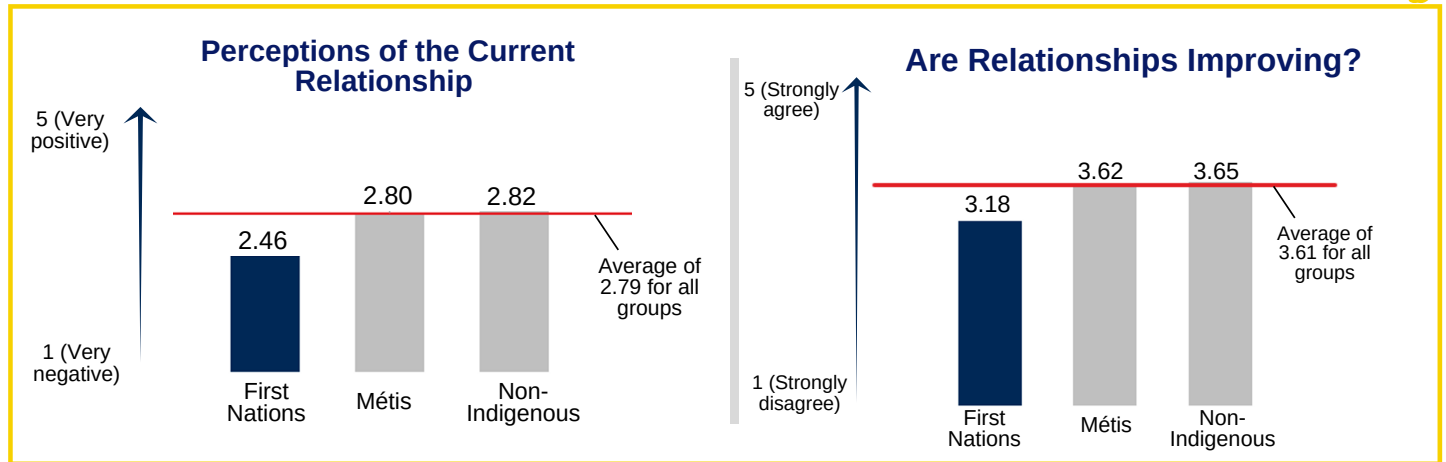 Perceptions of the Current
Relationship
5 (Very
positive)
2.46
2.80
2.82
Average of
2.79 for all
groups
1 (Very
negative)
First
Nations
Métis
Non-
Indigenous
Are Relationships Improving?
5 (Strongly
agree)
3.18
3.62
3.65
Average of
3.61 for all
groups
1 (Strongly
disagree)
First
Nations
Métis
Non-
Indigenous